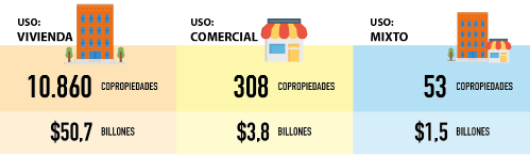 USO:
VIVIENDA
10.860 COPROPIEDADES
$50,7 BILLONES
USO:
COMERCIAL
308 COPROPIEDADES
$3,8 BILLONES
USO:
MIXTO
53 COPROPIEDADES
$1,5 BILLONES